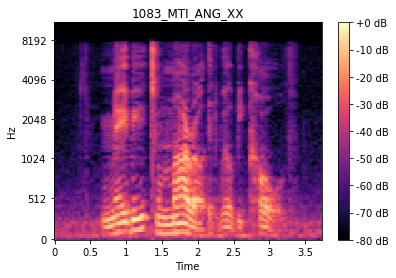 1083_MTI_ANG_XX
8192
4096
2048
1024
512
0
Hz
0 0.5 1 1.5 2 2.5 3 3.5
Time
+0 dB
-10 dB
-20 dB
-30 dB
-40 dB
-50 dB
-60 dB
-70 dB
-80 dB